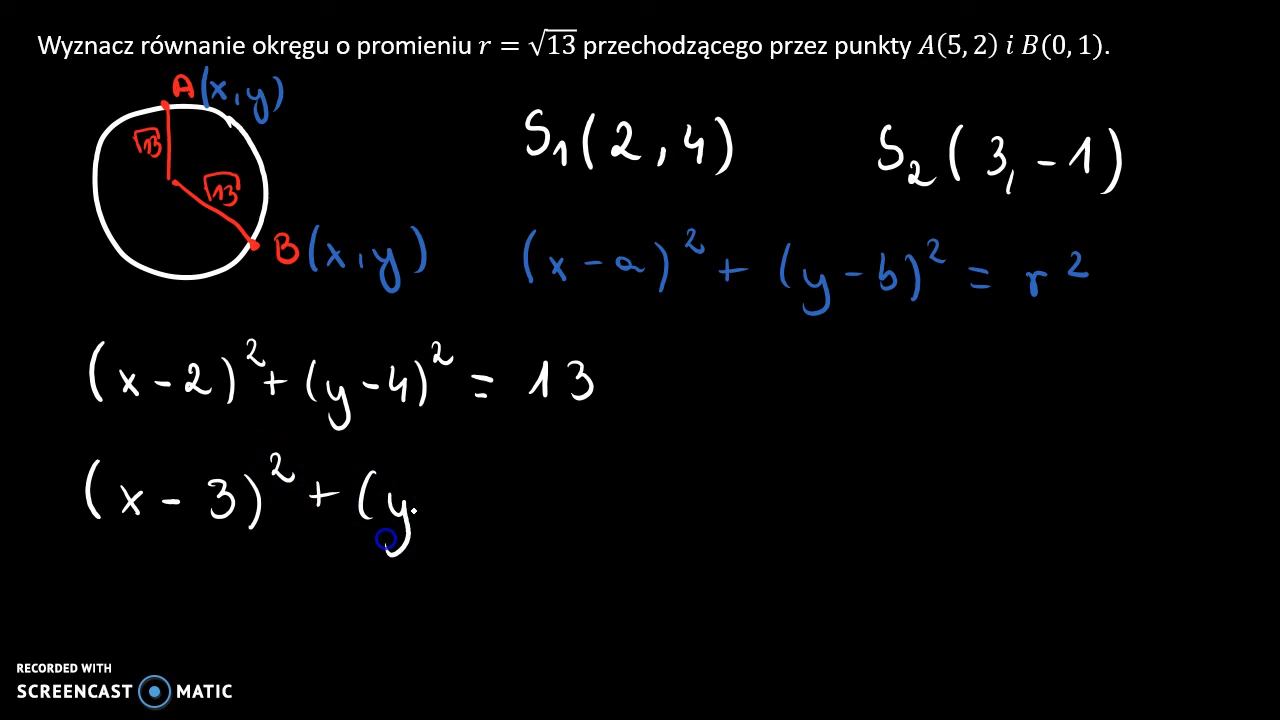 Wyznacz równanie okręgu o promieniu r = √13 przechodzącego przez punkty A(5, 2) i B(0, 1).
A(x, y)
√13
√13
B(x, y)
S₁(2, 4)
S₂(3, -1)
(x - a)² + (y - b)² = r²
(x - 2)² + (y - 4)² = 13
(x - 3)² + (y
RECORDED WITH
SCREENCAST MATIC